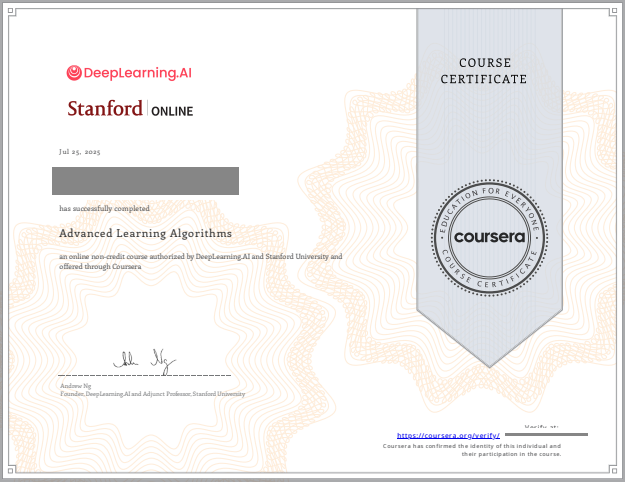 DeepLearning.AI
Stanford ONLINE
COURSE
CERTIFICATE
Jul 25, 2025
has successfully completed
Advanced Learning Algorithms
an online non-credit course authorized by DeepLearning.AI and Stanford University and
offered through Coursera
EDUCATION FOR EVERYONE
coursera
COURSE CERTIFICATE
Andrew Ng
Founder, DeepLearning.AI and Adjunct Professor, Stanford University
Verify at:
https://coursera.org/verify/
Coursera has confirmed the identity of this individual and
their participation in the course.